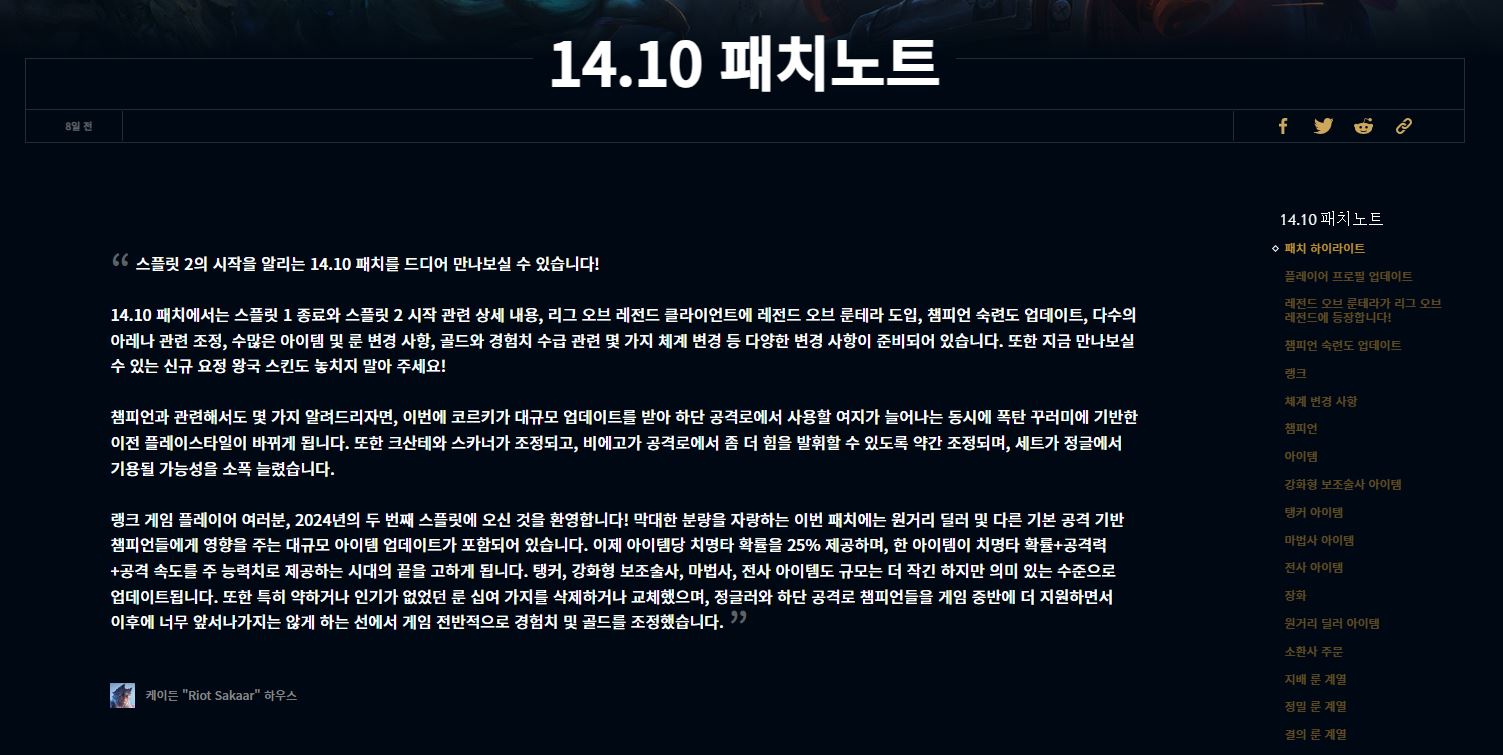 14.10 패치노트
8일 전
“ 스플릿 2의 시작을 알리는 14.10 패치를 드디어 만나보실 수 있습니다!
14.10 패치에서는 스플릿 1 종료와 스플릿 2 시작 관련 상세 내용, 리그 오브 레전드 클라이언트에 레전드 오브 룬테라 도입, 챔피언 숙련도 업데이트, 다수의
아레나 관련 조정, 수많은 아이템 및 룬 변경 사항, 골드와 경험치 수급 관련 몇 가지 체계 변경 등 다양한 변경 사항이 준비되어 있습니다. 또한 지금 만나보실
수 있는 신규 요정 왕국 스킨도 놓치지 말아 주세요!
챔피언과 관련해서도 몇 가지 알려드리자면, 이번에 코르키가 대규모 업데이트를 받아 하단 공격로에서 사용할 여지가 늘어나는 동시에 폭탄 꾸러미에 기반한
이전 플레이스타일이 바뀌게 됩니다. 또한 크산테와 스카너가 조정되고, 비에고가 공격로에서 좀 더 힘을 발휘할 수 있도록 약간 조정되며, 세트가 정글에서
기용될 가능성을 소폭 늘렸습니다.
랭크 게임 플레이어 여러분, 2024년의 두 번째 스플릿에 오신 것을 환영합니다! 막대한 분량을 자랑하는 이번 패치에는 원거리 딜러 및 다른 기본 공격 기반
챔피언들에게 영향을 주는 대규모 아이템 업데이트가 포함되어 있습니다. 이제 아이템당 치명타 확률을 25% 제공하며, 한 아이템이 치명타 확률+공격력
+공격 속도를 주 능력치로 제공하는 시대의 끝을 고하게 됩니다. 탱커, 강화형 보조술사, 마법사, 전사 아이템도 규모는 더 작긴 하지만 의미 있는 수준으로
업데이트됩니다. 또한 특히 약하거나 인기가 없었던 룬 십여 가지를 삭제하거나 교체했으며, 정글러와 하단 공격로 챔피언들을 게임 중반에 더 지원하면서
이후에 너무 앞서나가지는 않게 하는 선에서 게임 전반적으로 경험치 및 골드를 조정했습니다. ”
케이든 "Riot Sakaar" 하우스
14.10 패치노트
패치 하이라이트
플레이어 프로필 업데이트
레전드 오브 룬테라가 리그 오브
레전드에 등장합니다!
챔피언 숙련도 업데이트
랭크
체계 변경 사항
챔피언
아이템
강화형 보조술사 아이템
탱커 아이템
마법사 아이템
전사 아이템
장화
원거리 딜러 아이템
소환사 주문
지배 룬 계열
정밀 룬 계열
결의 룬 계열